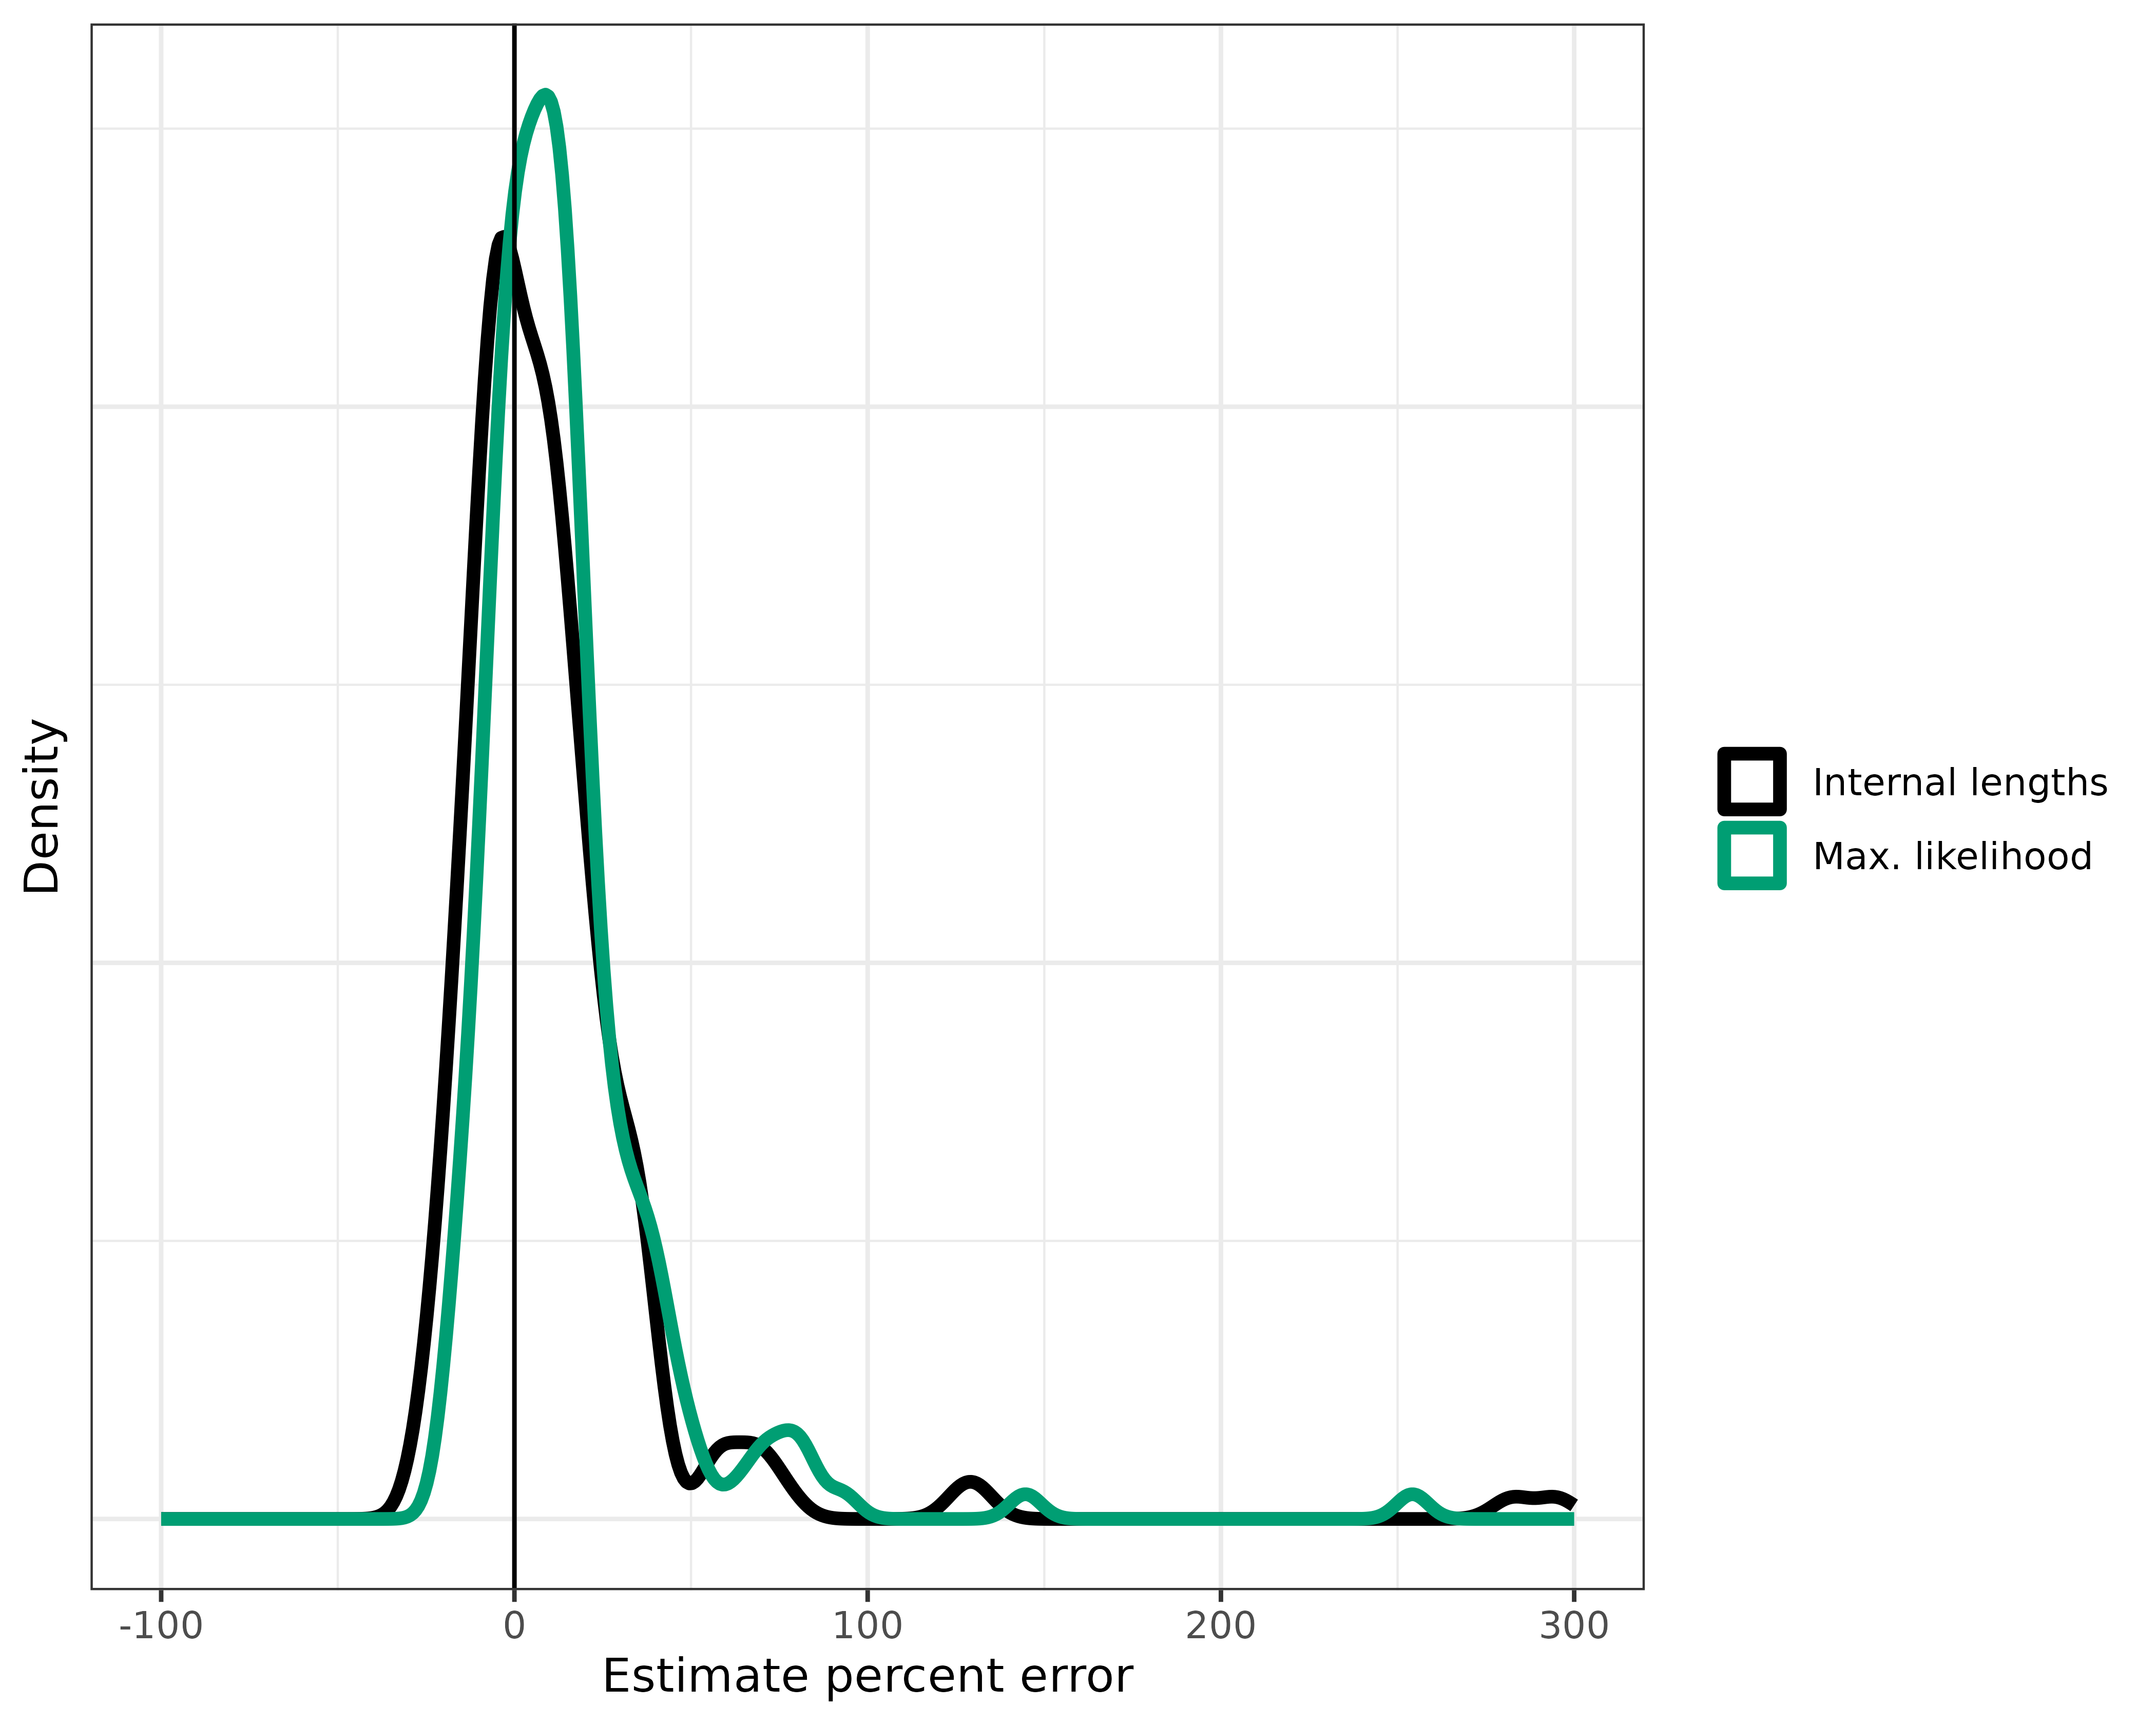 Density
Internal lengths
Max. likelihood
-100
0
100
200
300
Estimate percent error